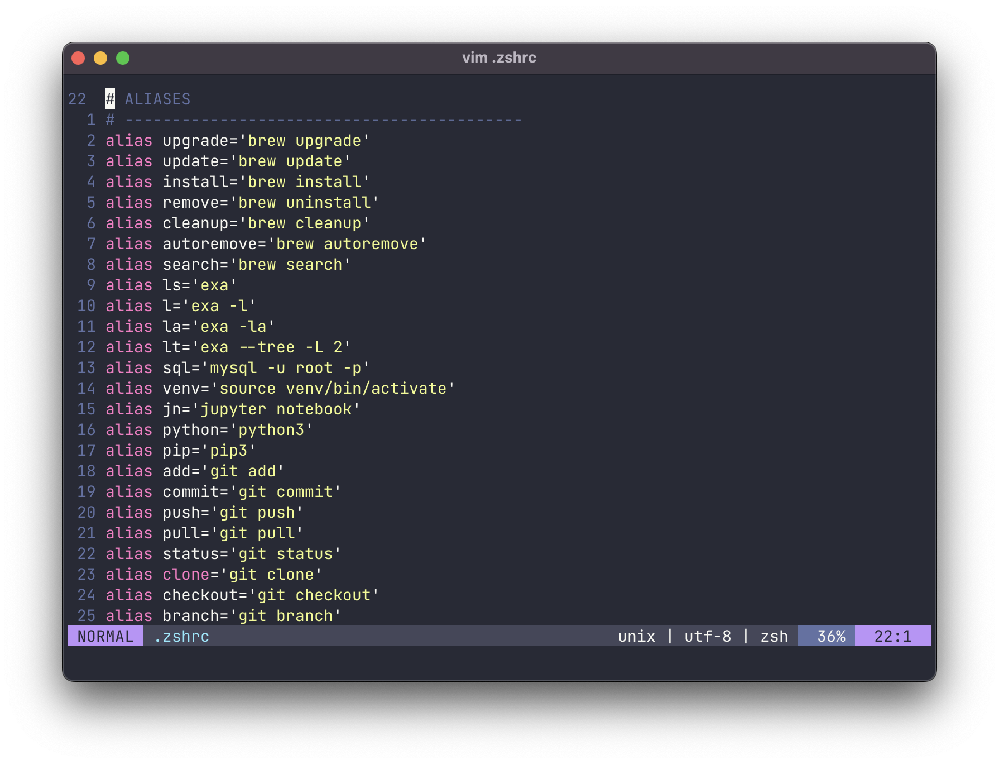 vim .zshrc
22 # ALIASES
1 # ------------------------------------------
2 alias upgrade='brew upgrade'
3 alias update='brew update'
4 alias install='brew install'
5 alias remove='brew uninstall'
6 alias cleanup='brew cleanup'
7 alias autoremove='brew autoremove'
8 alias search='brew search'
9 alias ls='exa'
10 alias l='exa -l'
11 alias la='exa -la'
12 alias lt='exa --tree -L 2'
13 alias sql='mysql -u root -p'
14 alias venv='source venv/bin/activate'
15 alias jn='jupyter notebook'
16 alias python='python3'
17 alias pip='pip3'
18 alias add='git add'
19 alias commit='git commit'
20 alias push='git push'
21 alias pull='git pull'
22 alias status='git status'
23 alias clone='git clone'
24 alias checkout='git checkout'
25 alias branch='git branch'
NORMAL .zshrc unix | utf-8 | zsh 36% 22:1